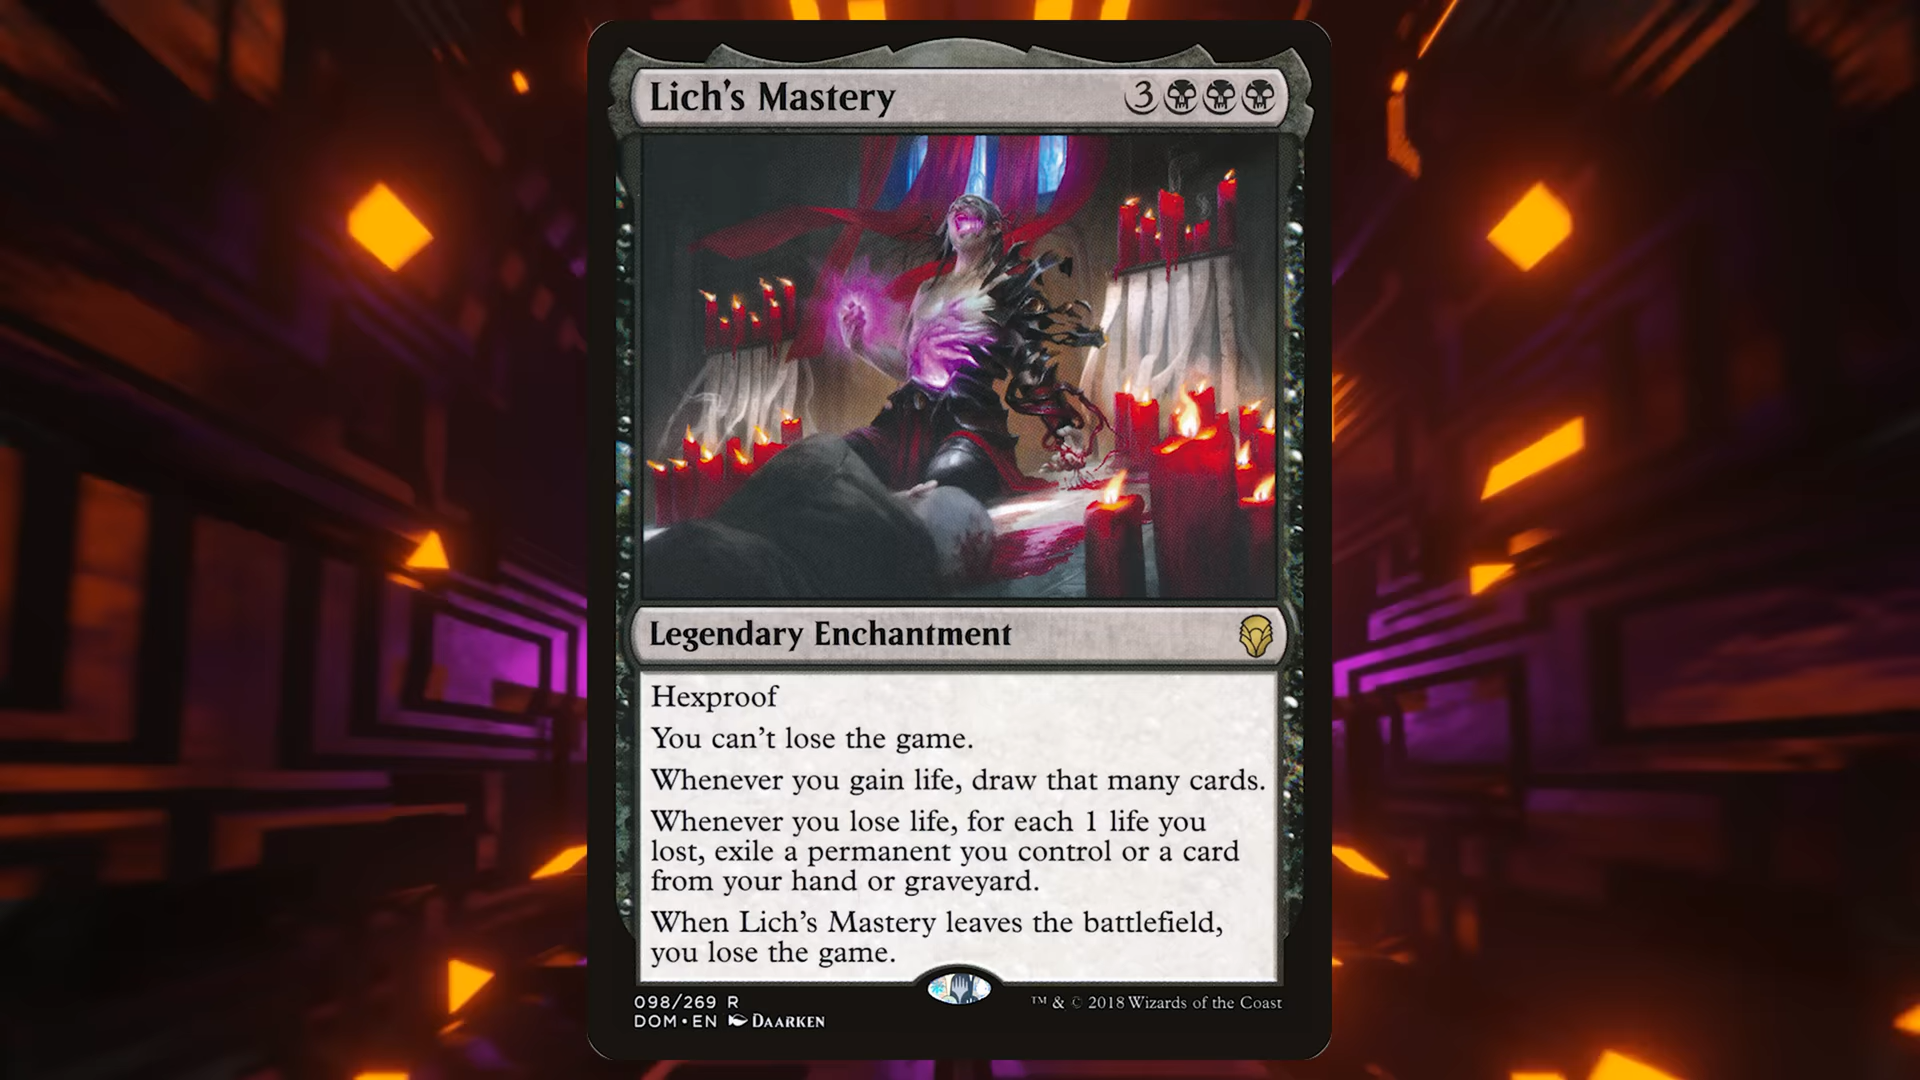 Lich's Mastery 3
Legendary Enchantment
Hexproof
You can't lose the game.
Whenever you gain life, draw that many cards.
Whenever you lose life, for each 1 life you
lost, exile a permanent you control or a card
from your hand or graveyard.
When Lich's Mastery leaves the battlefield,
you lose the game.
098/269 R
DOM • EN DAARKEN
™ & © 2018 Wizards of the Coast